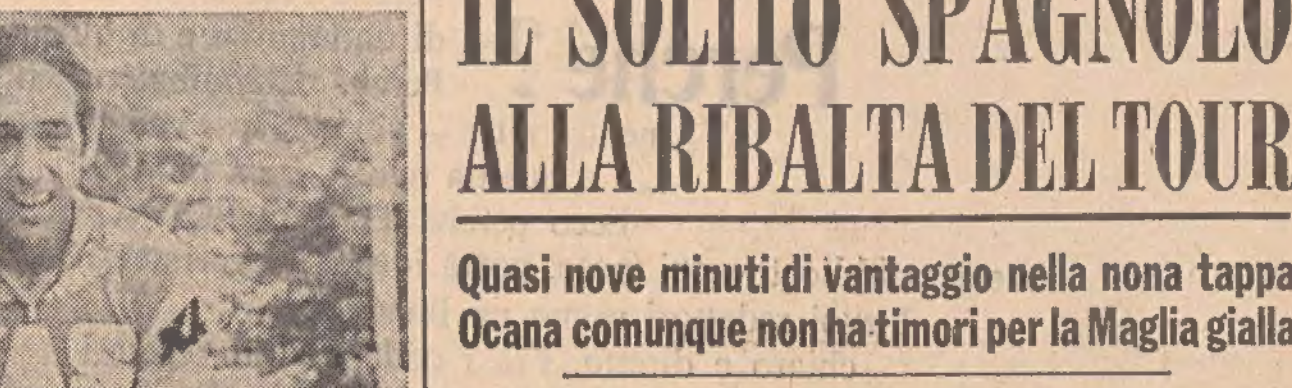 IL SOLITO SPAGNOLO
ALLA RIBALTA DEL TOUR
Quasi nove minuti di vantaggio nella nona tappa
Ocana comunque non ha timori per la Maglia gialla